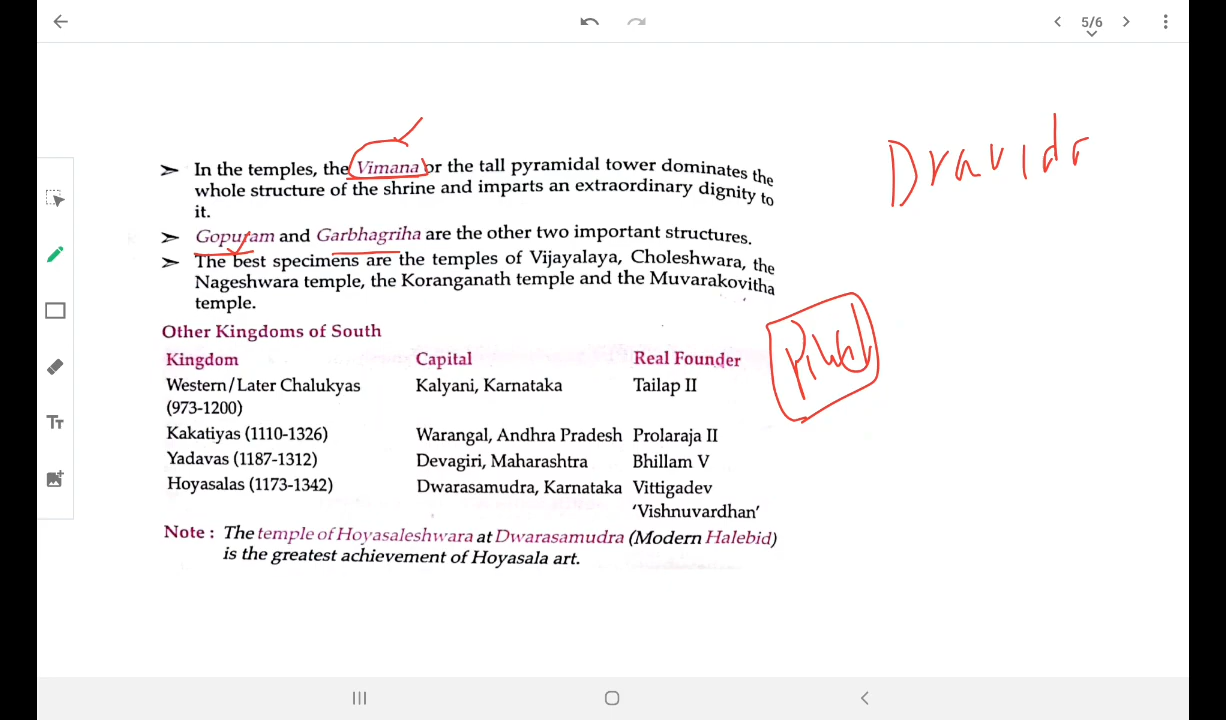 5/6
➤ In the temples, the Vimana or the tall pyramidal tower dominates the
whole structure of the shrine and imparts an extraordinary dignity to
it.
➤ Gopuram and Garbhagriha are the other two important structures.
➤ The best specimens are the temples of Vijayalaya, Choleshwara, the
Nageshwara temple, the Koranganath temple and the Muvarakovitha
temple.
Dravida
Other Kingdoms of South
Kingdom Capital Real Founder
Western/Later Chalukyas Kalyani, Karnataka Tailap II
(973-1200)
Kakatiyas (1110-1326) Warangal, Andhra Pradesh Prolaraja II
Yadavas (1187-1312) Devagiri, Maharashtra Bhillam V
Hoyasalas (1173-1342) Dwarasamudra, Karnataka Vittigadev
'Vishnuvardhan'
Note : The temple of Hoyasaleshwara at Dwarasamudra (Modern Halebid)
is the greatest achievement of Hoyasala art.
Tт